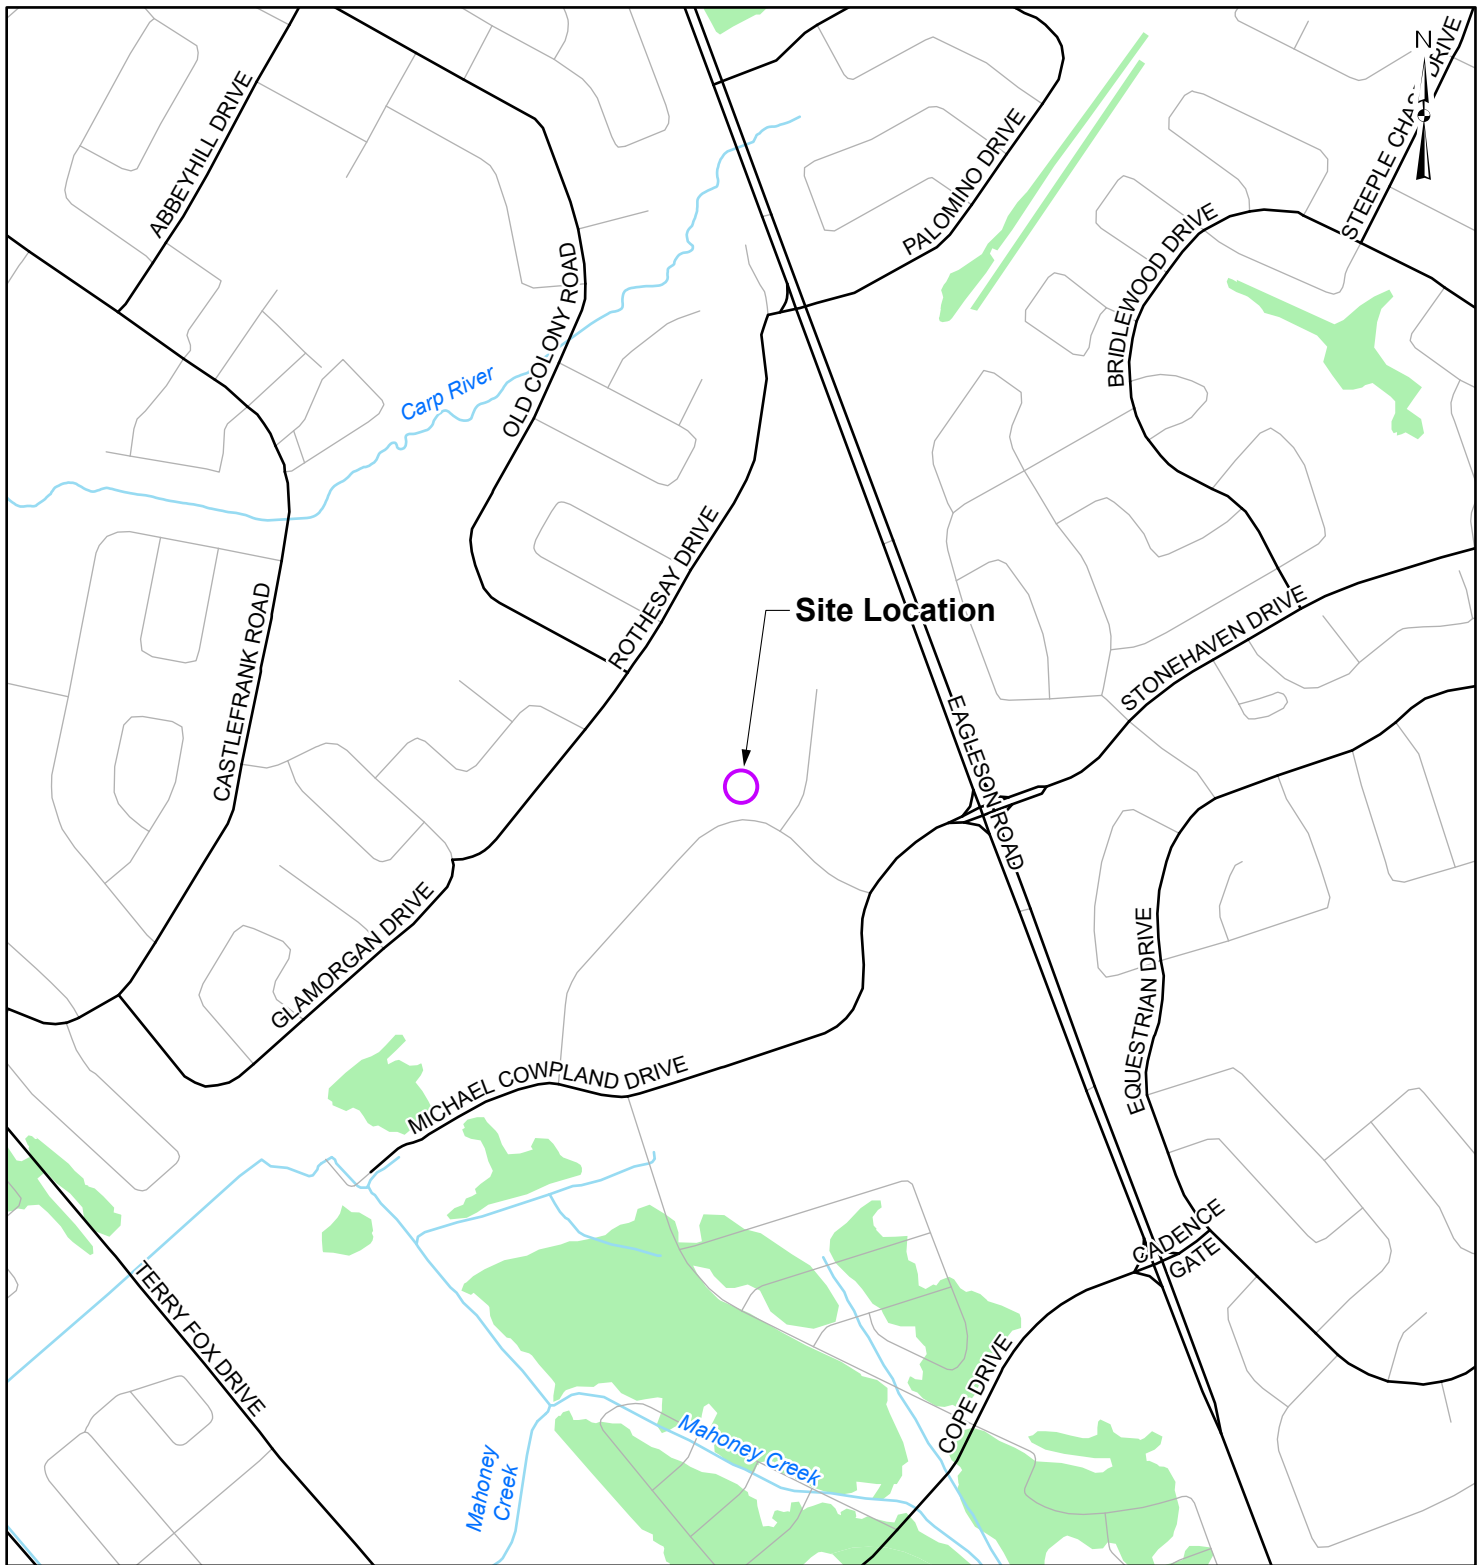 N
ABBEYHILL DRIVE
PALOMINO DRIVE
STEEPLE CHASE DRIVE
BRIDLEWOOD DRIVE
OLD COLONY ROAD
Carp River
ROTHESAY DRIVE
CASTLEFRANK ROAD
Site Location
STONEHAVEN DRIVE
EAGLESON ROAD
GLAMORGAN DRIVE
EQUESTRIAN DRIVE
MICHAEL COWPLAND DRIVE
CADENCE
GATE
TERRY FOX DRIVE
COPE DRIVE
Mahoney Creek
Mahoney
Creek